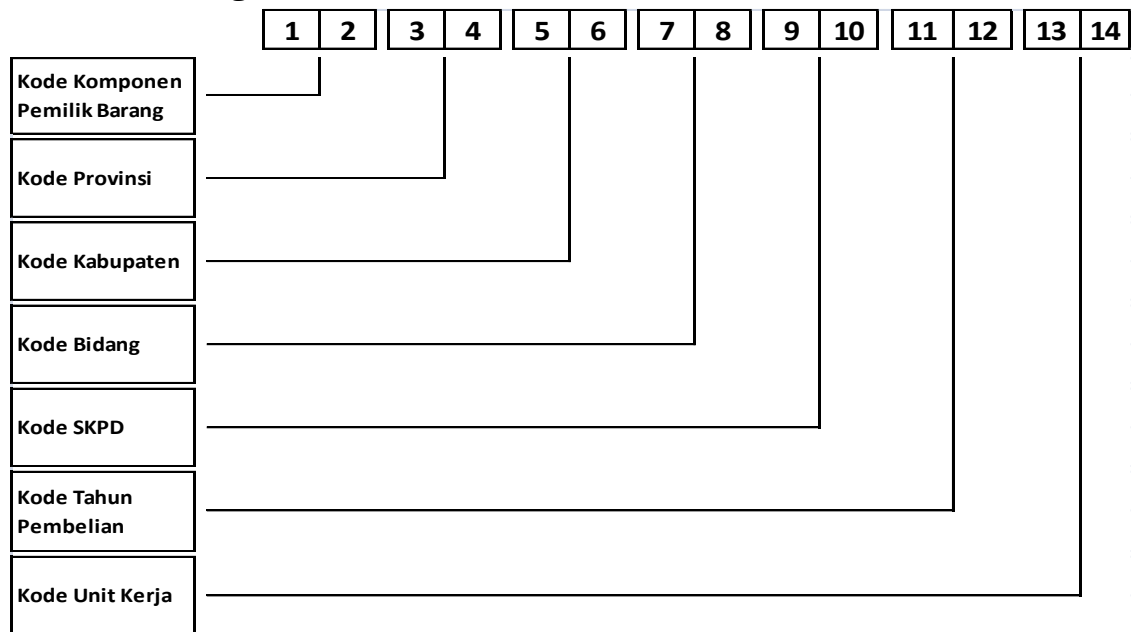 1 2 3 4 5 6 7 8 9 10 11 12 13 14
Kode Komponen
Pemilik Barang
Kode Provinsi
Kode Kabupaten
Kode Bidang
Kode SKPD
Kode Tahun
Pembelian
Kode Unit Kerja